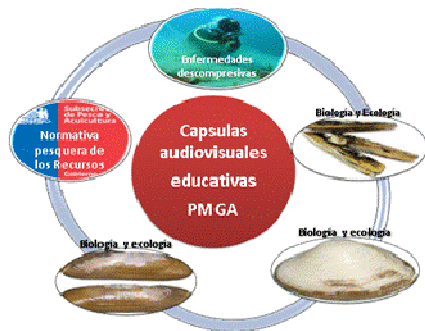 Enfermedades
descompresivas
Biología y Ecología
Biología y ecología
Biología y ecología
Subsecretaría
de Pesca y
Acuicultura
Normativa
pesquera de
los Recursos
Gobierno
Capsulas
audiovisuales
educativas
PMGA